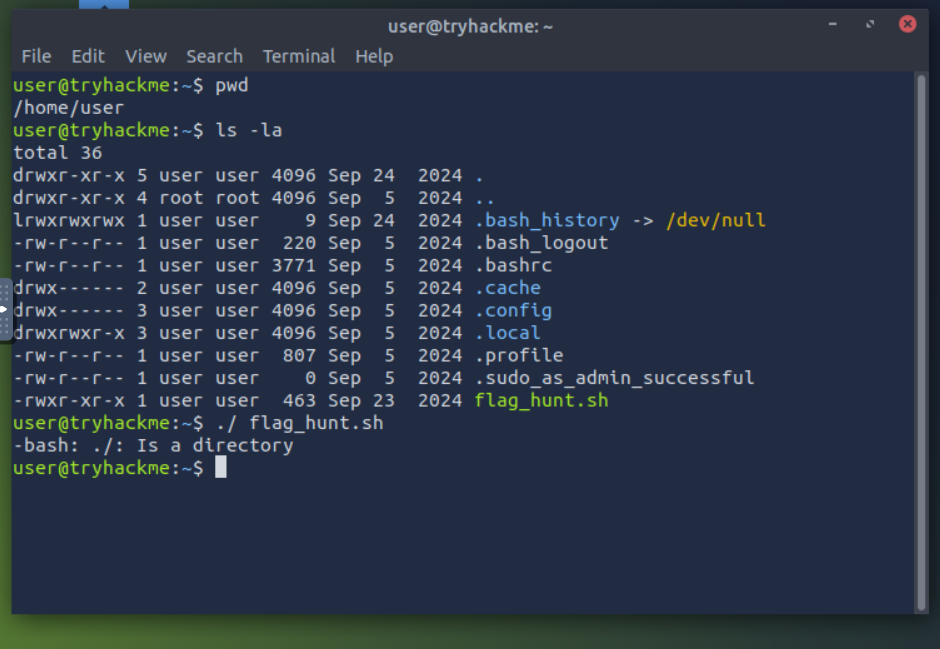 user@tryhackme: ~
File Edit View Search Terminal Help
user@tryhackme:~$ pwd
/home/user
user@tryhackme:~$ ls -la
total 36
drwxr-xr-x 5 user user 4096 Sep 24  2024 .
drwxr-xr-x 4 root root 4096 Sep  5  2024 ..
lrwxrwxrwx 1 user user    9 Sep 24  2024 .bash_history -> /dev/null
-rw-r--r-- 1 user user  220 Sep  5  2024 .bash_logout
-rw-r--r-- 1 user user 3771 Sep  5  2024 .bashrc
drwx------ 2 user user 4096 Sep  5  2024 .cache
drwx------ 3 user user 4096 Sep  5  2024 .config
drwxrwxr-x 3 user user 4096 Sep  5  2024 .local
-rw-r--r-- 1 user user  807 Sep  5  2024 .profile
-rw-r--r-- 1 user user    0 Sep  5  2024 .sudo_as_admin_successful
-rwxr-xr-x 1 user user  463 Sep 23  2024 flag_hunt.sh
user@tryhackme:~$ ./ flag_hunt.sh
-bash: ./: Is a directory
user@tryhackme:~$